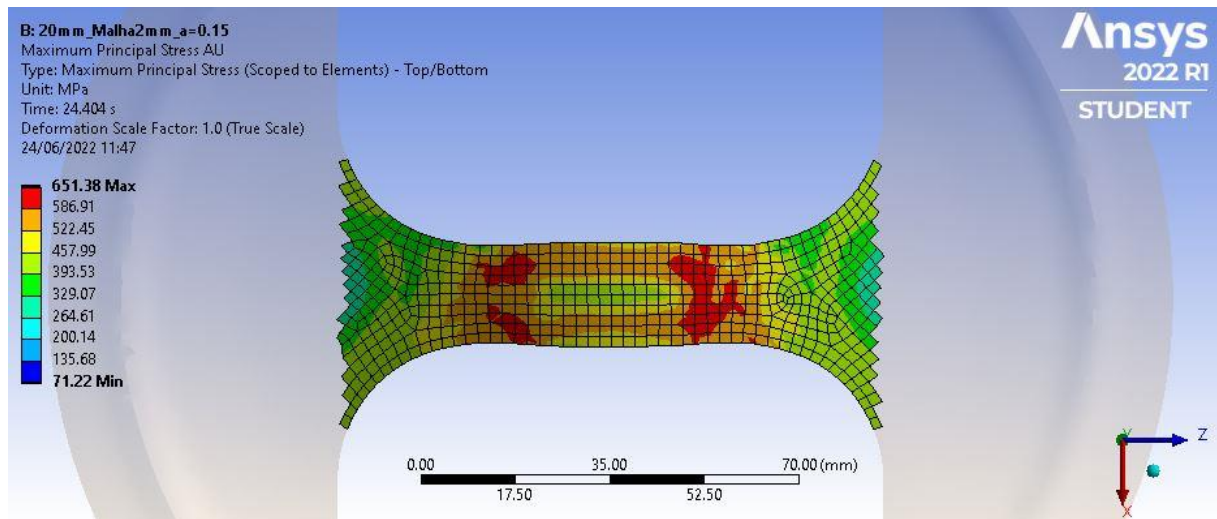 B: 20mm_Malha2mm_a=0.15
Maximum Principal Stress AU
Type: Maximum Principal Stress (Scoped to Elements) - Top/Bottom
Unit: MPa
Time: 24.404 s
Deformation Scale Factor: 1.0 (True Scale)
24/06/2022 11:47
651.38 Max
586.91
522.45
457.99
393.53
329.07
264.61
200.14
135.68
71.22 Min
Ansys
2022 R1
STUDENT
0.00 35.00 70.00 (mm)
17.50 52.50
Y
Z
X